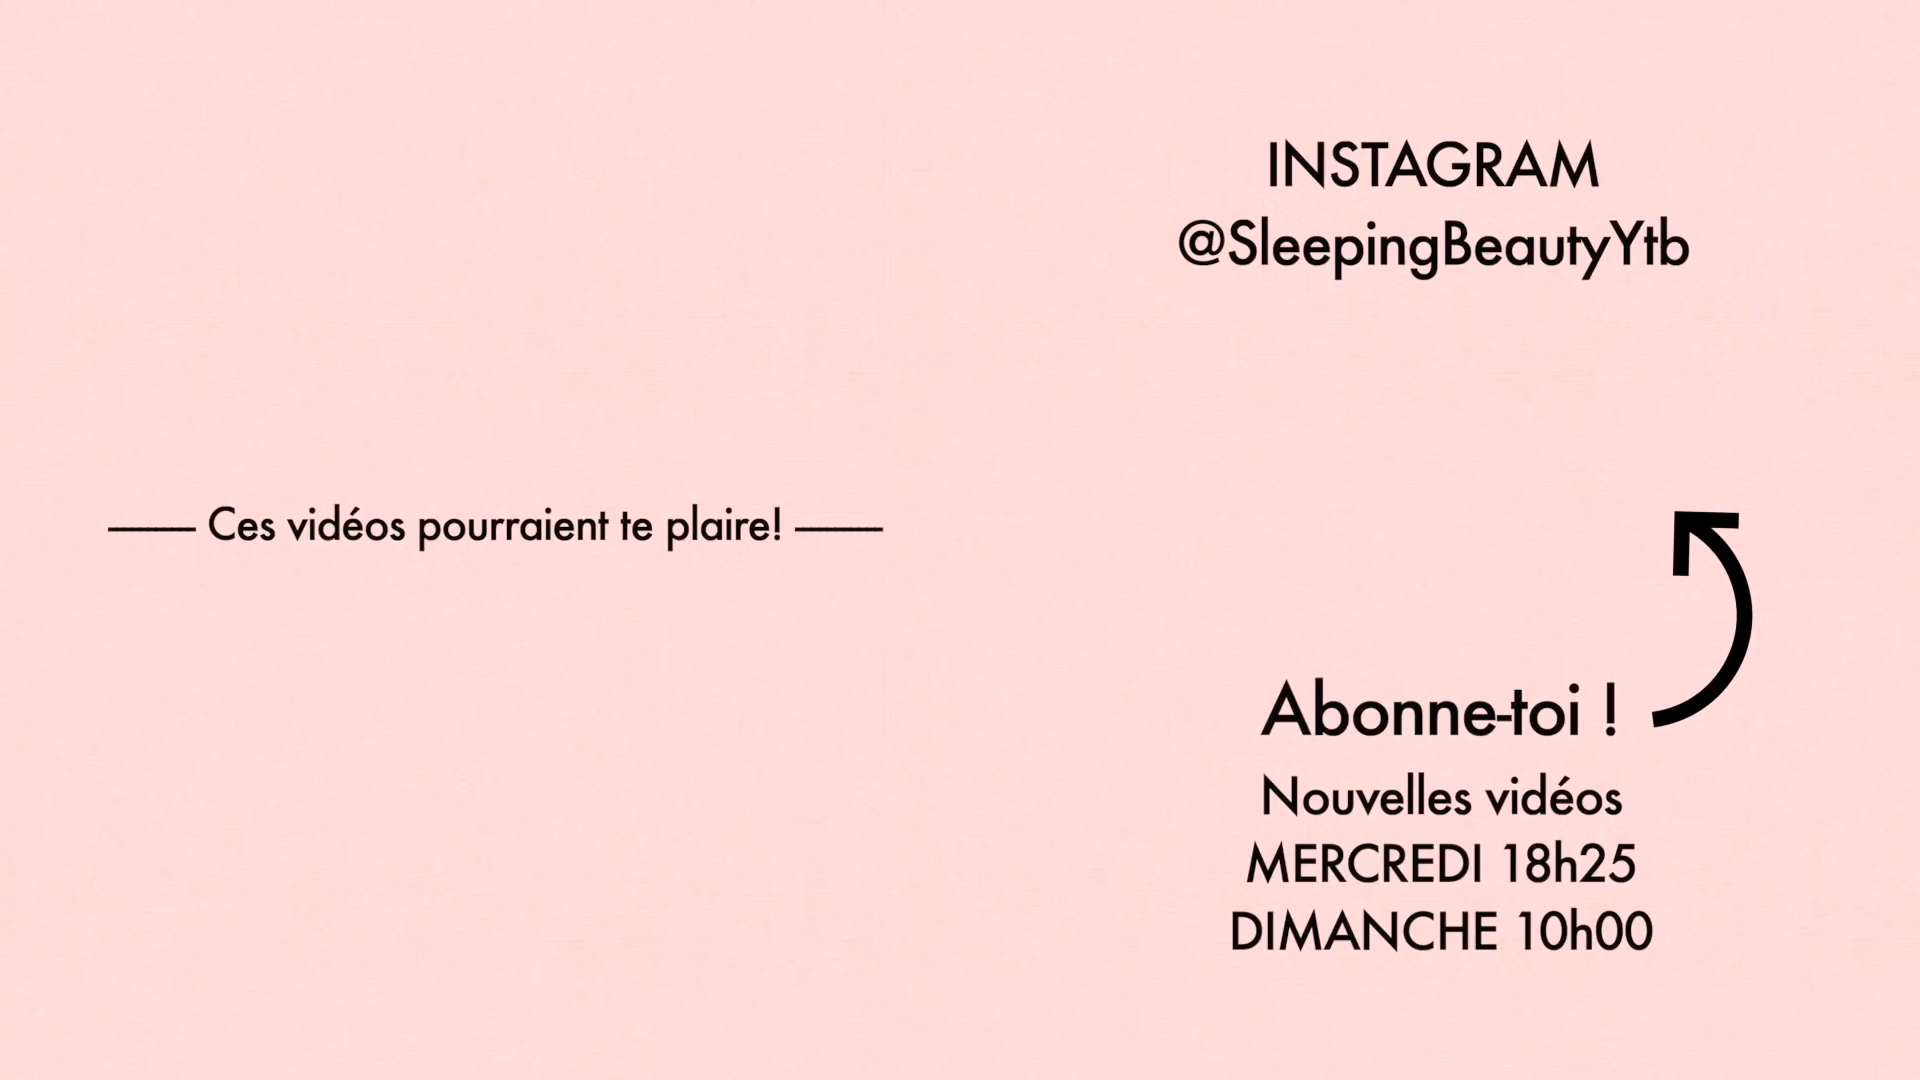 INSTAGRAM
@SleepingBeautyYtb
Ces vidéos pourraient te plaire!
Abonne-toi !
Nouvelles vidéos
MERCREDI 18h25
DIMANCHE 10h00